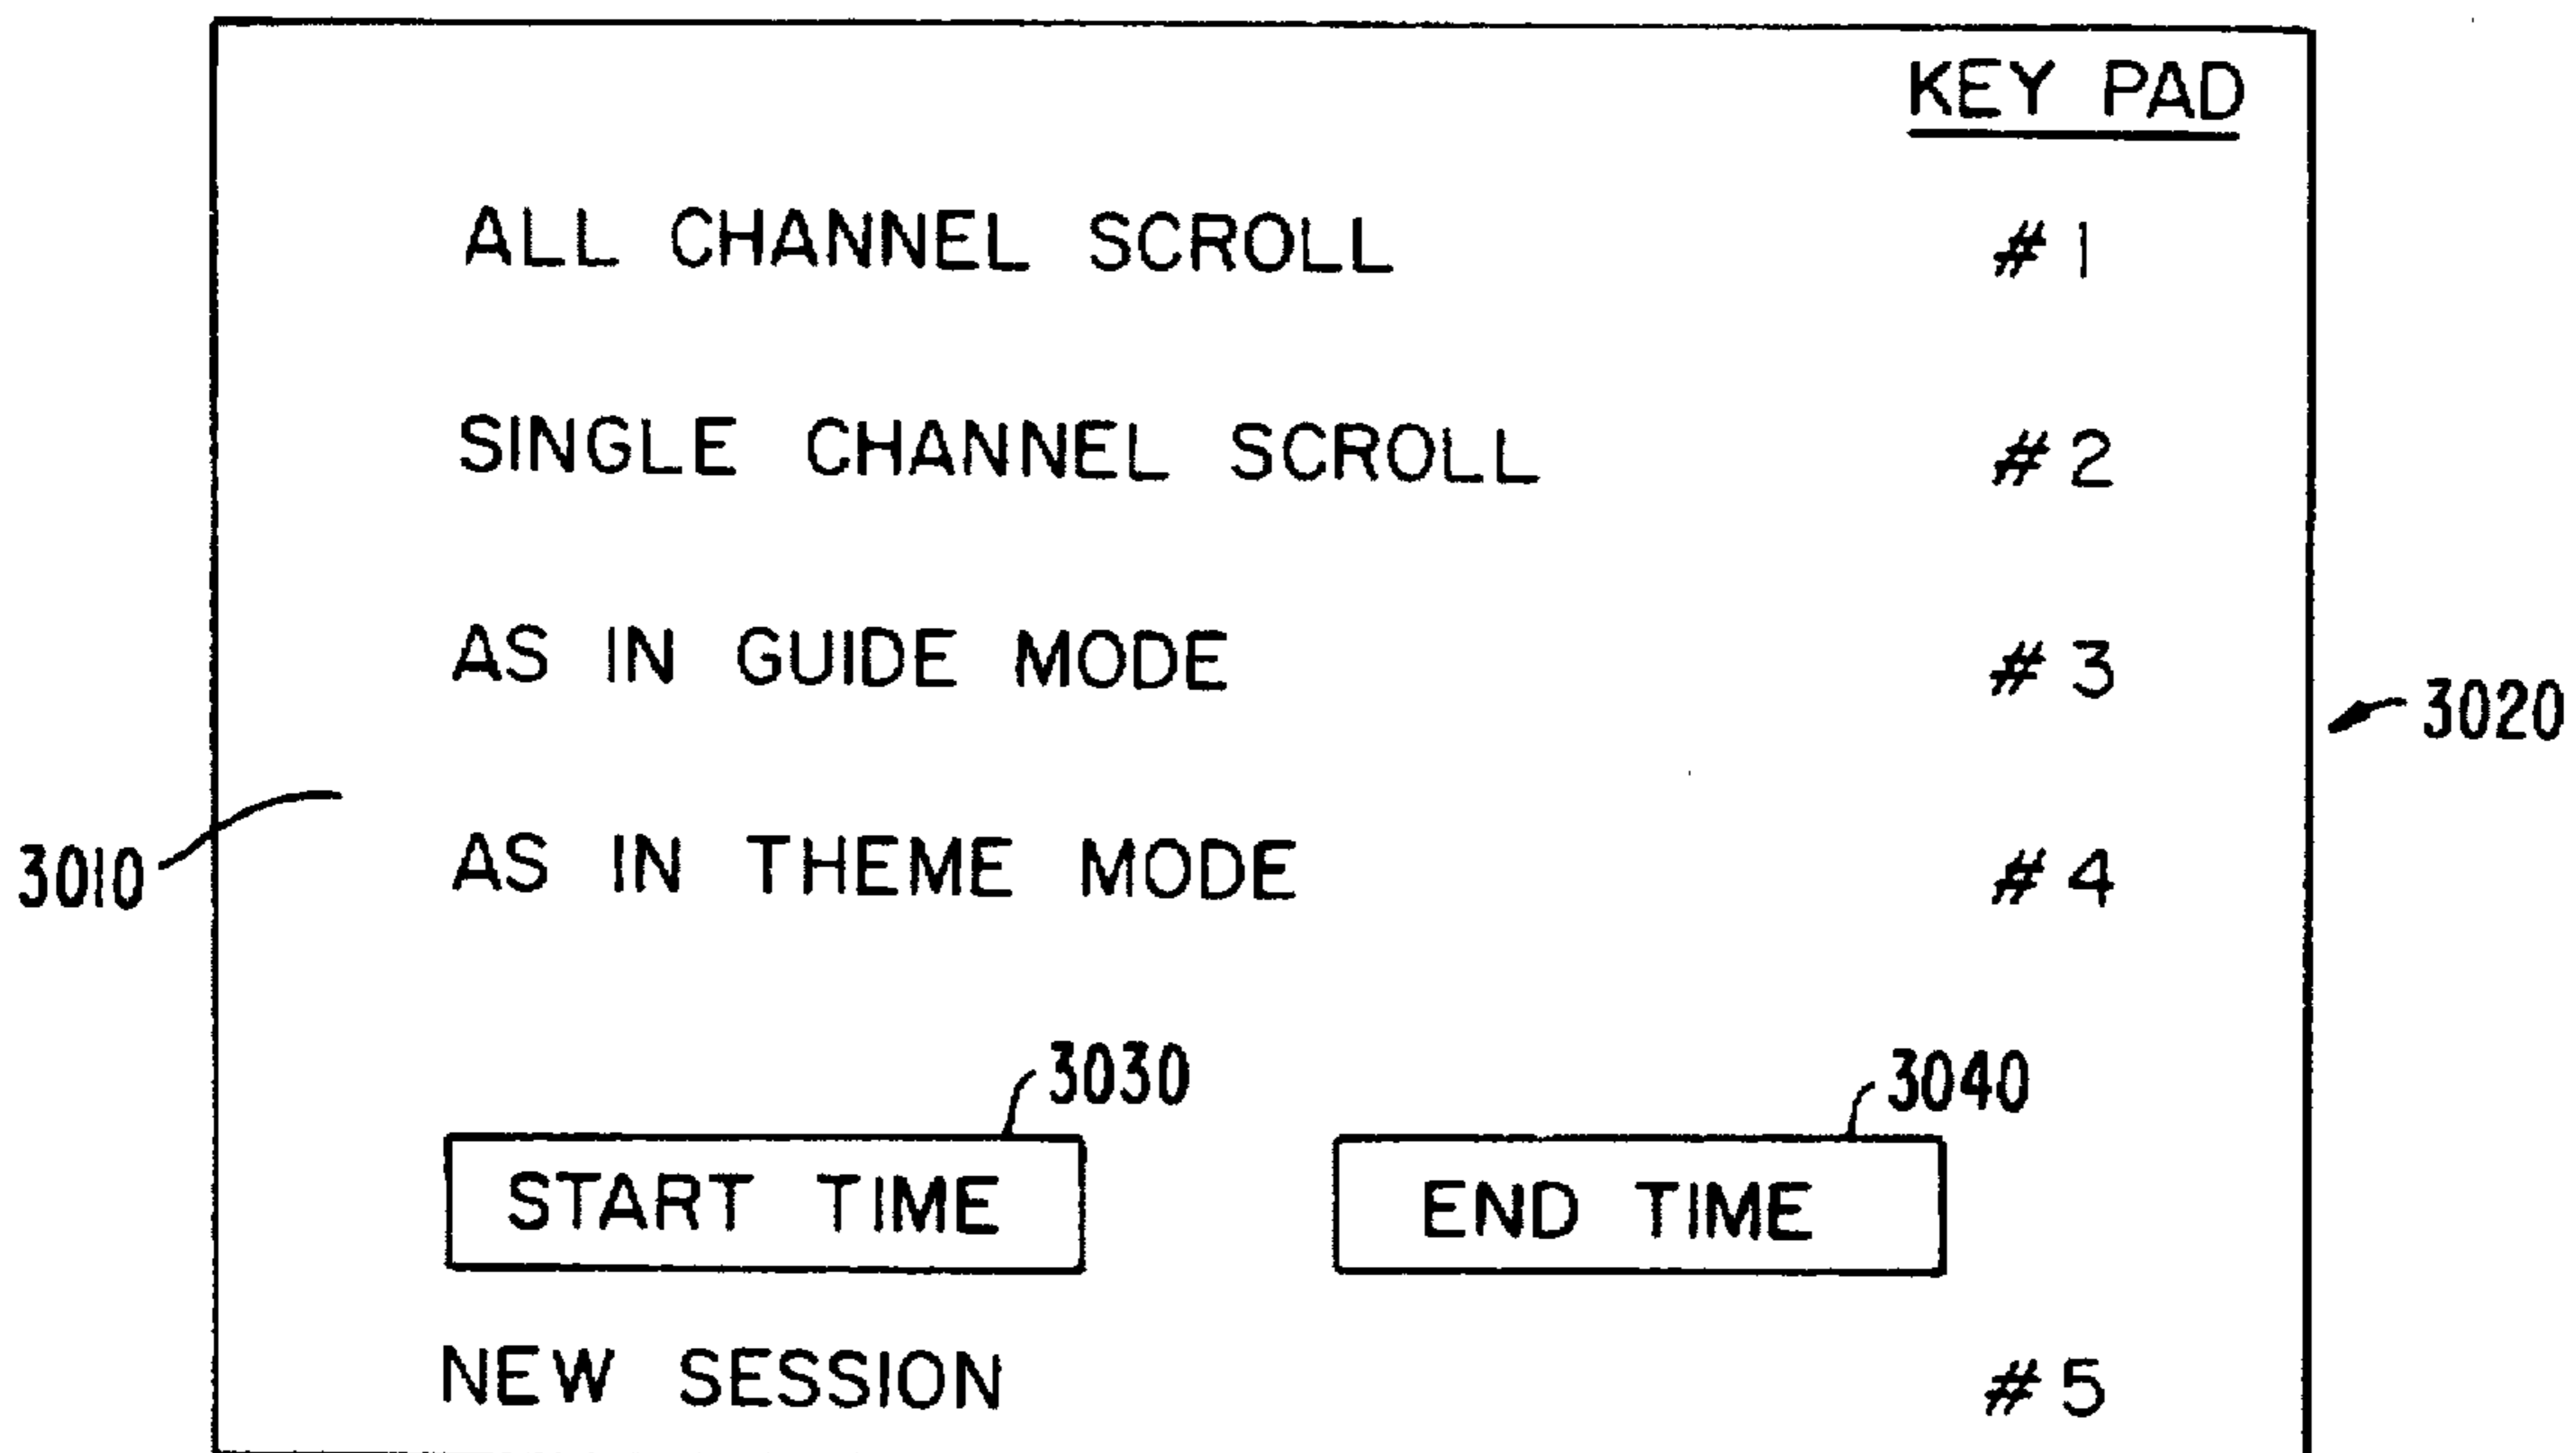 KEY PAD
ALL CHANNEL SCROLL #1
SINGLE CHANNEL SCROLL #2
AS IN GUIDE MODE #3
3020
AS IN THEME MODE #4
3010
3030 3040
START TIME END TIME
NEW SESSION #5